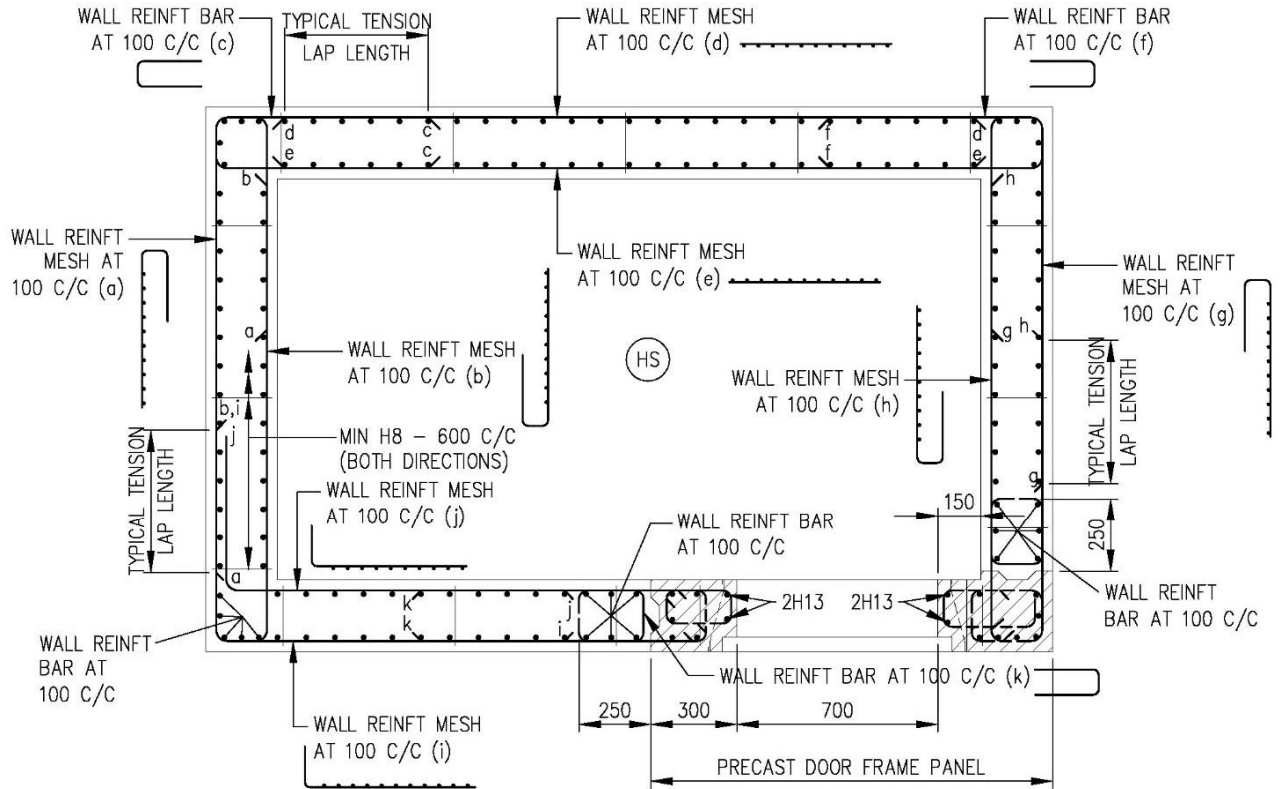 WALL REINFT BAR
AT 100 C/C (c)
TYPICAL TENSION
LAP LENGTH
WALL REINFT MESH
AT 100 C/C (d)
WALL REINFT BAR
AT 100 C/C (f)
d
c
f
d
e
c
f
e
b
h
WALL REINFT
MESH AT
100 C/C (a)
WALL REINFT MESH
AT 100 C/C (e)
WALL REINFT
MESH AT
100 C/C (g)
a
g
h
WALL REINFT MESH
AT 100 C/C (b)
HS
WALL REINFT MESH
AT 100 C/C (h)
b,i
j
MIN H8 - 600 C/C
(BOTH DIRECTIONS)
TYPICAL TENSION
LAP LENGTH
TYPICAL TENSION
LAP LENGTH
g
WALL REINFT MESH
AT 100 C/C (j)
WALL REINFT BAR
AT 100 C/C
150
250
a
k
j
k
i
2H13
2H13
WALL REINFT
BAR AT 100 C/C
WALL REINFT
BAR AT
100 C/C
WALL REINFT BAR AT 100 C/C (k)
WALL REINFT MESH
AT 100 C/C (i)
250
300
700
PRECAST DOOR FRAME PANEL